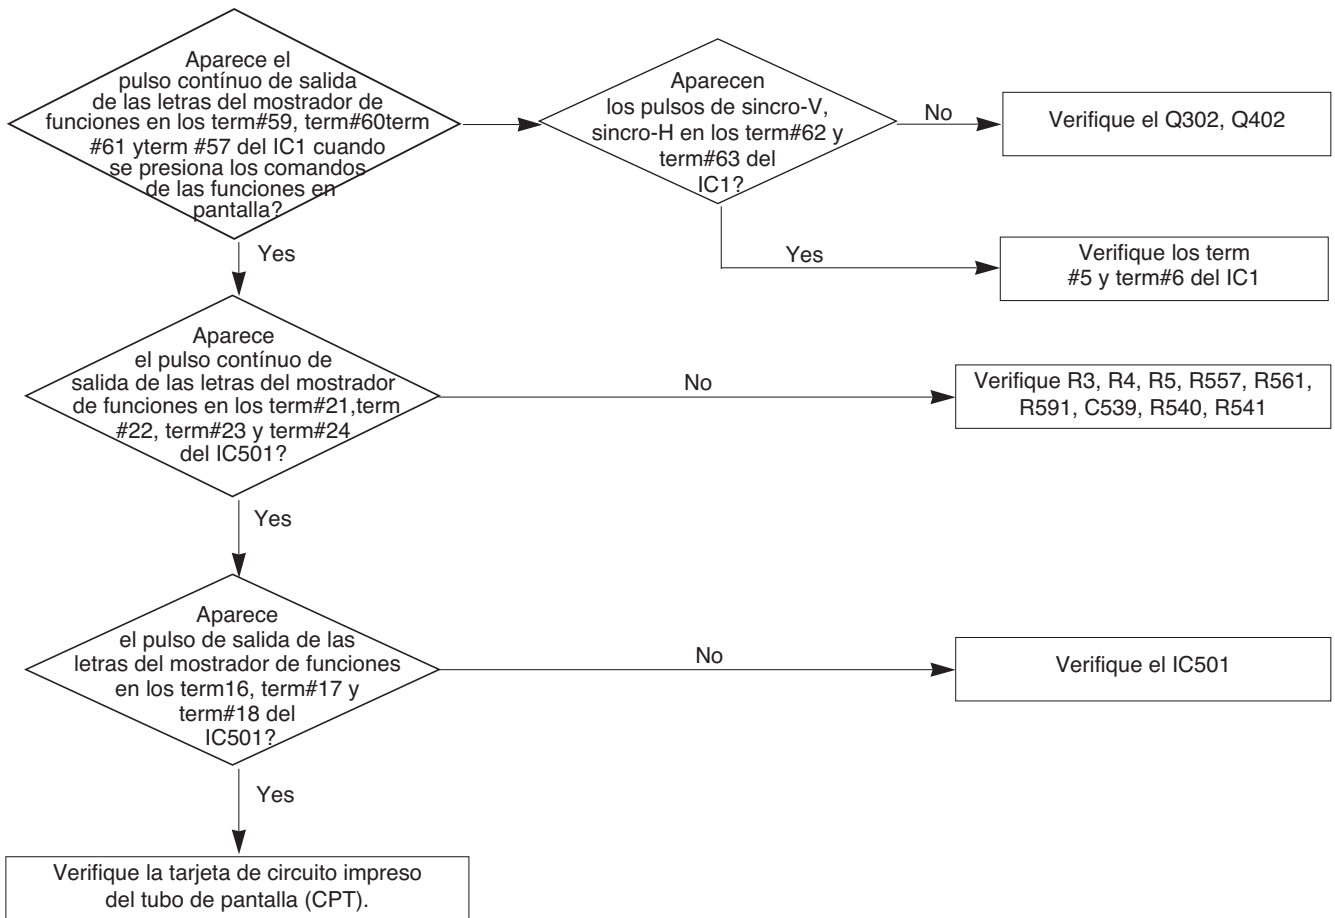 Aparece el
pulso contínuo de salida
de las letras del mostrador de
funciones en los term#59, term#60term
#61 yterm #57 del IC1 cuando
se presiona los comandos
de las funciones en
pantalla?
Aparecen
los pulsos de sincro-V,
sincro-H en los term#62 y
term#63 del
IC1?
No
Verifique el Q302, Q402
Yes
Yes
Verifique los term
#5 y term#6 del IC1
Aparece
el pulso contínuo de
salida de las letras del mostrador
de funciones en los term#21,term
#22, term#23 y term#24
del IC501?
No
Verifique R3, R4, R5, R557, R561,
R591, C539, R540, R541
Yes
Aparece
el pulso de salida de las
letras del mostrador de funciones
en los term16, term#17 y
term#18 del
IC501?
No
Verifique el IC501
Yes
Verifique la tarjeta de circuito impreso
del tubo de pantalla (CPT).